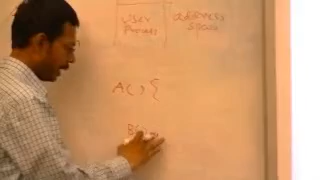 User address
Process space
A( ) {
B(